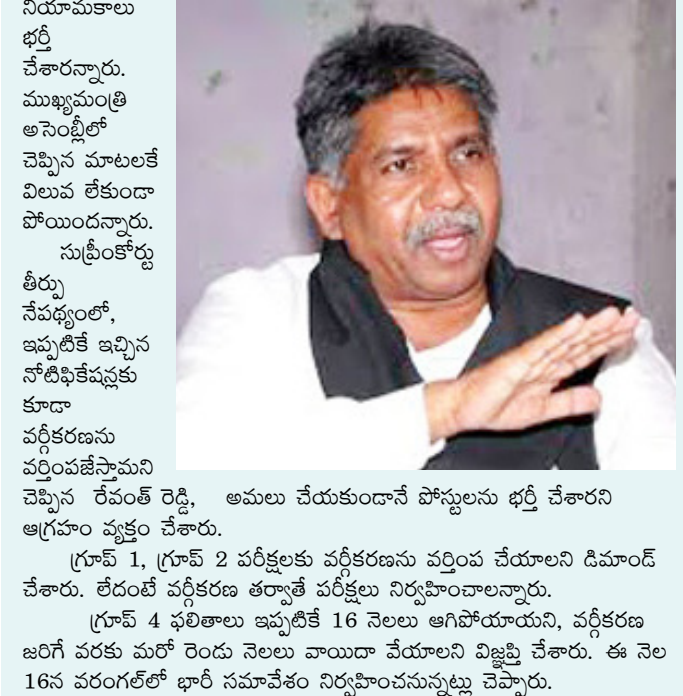 నియామకాలు
భర్తీ
చేశారన్నారు.
ముఖ్యమంత్రి
అసెంబ్లీలో
చెప్పిన మాటలకే
విలువ లేకుండా
పోయిందన్నారు.
సుప్రీంకోర్టు
తీర్పు
నేపథ్యంలో,
ఇప్పటికే ఇచ్చిన
నోటిఫికేషన్లకు
కూడా
వర్గీకరణను
వర్తింపజేస్తామని
చెప్పిన రేవంత్ రెడ్డి, అమలు చేయకుండానే పోస్టులను భర్తీ చేశారని
ఆగ్రహం వ్యక్తం చేశారు.
గ్రూప్ 1, గ్రూప్ 2 పరీక్షలకు వర్గీకరణను వర్తింప చేయాలని డిమాండ్
చేశారు. లేదంటే వర్గీకరణ తర్వాతే పరీక్షలు నిర్వహించాలన్నారు.
గ్రూప్ 4 ఫలితాలు ఇప్పటికే 16 నెలలు ఆగిపోయాయని, వర్గీకరణ
జరిగే వరకు మరో రెండు నెలలు వాయిదా వేయాలని విజ్ఞప్తి చేశారు. ఈ నెల
16న వరంగల్‌లో భారీ సమావేశం నిర్వహించనున్నట్లు చెప్పారు.